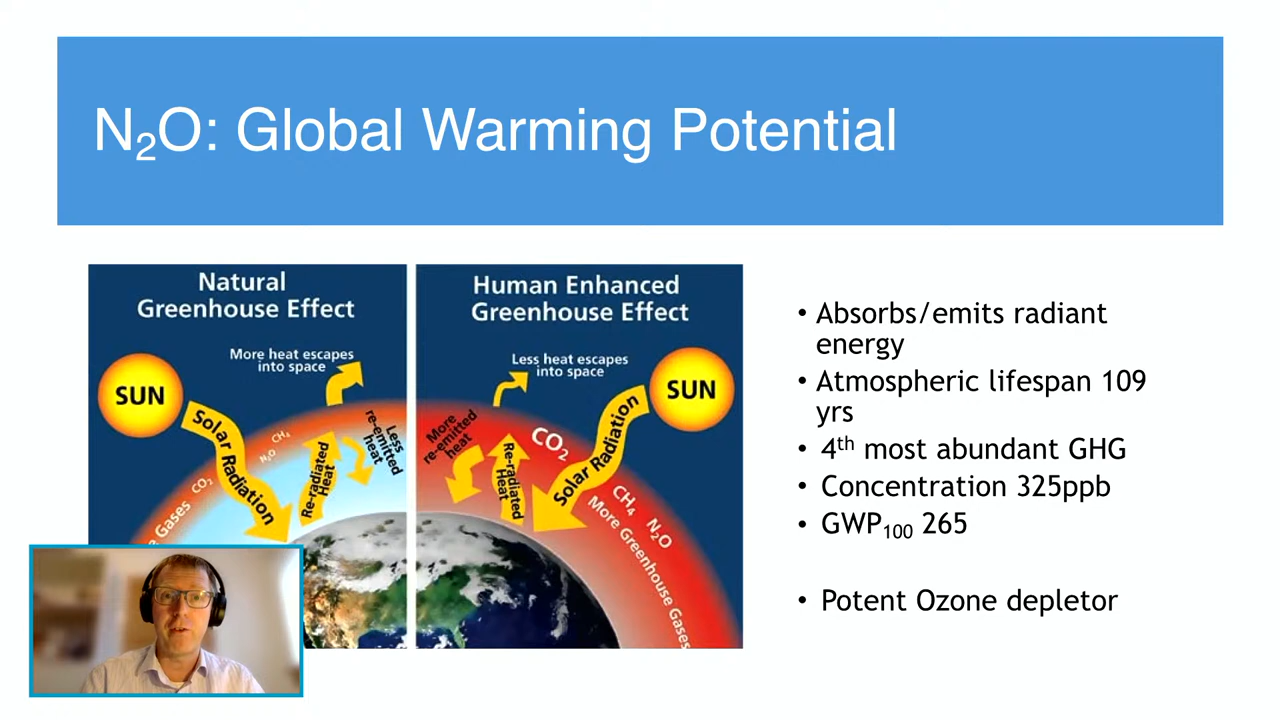 N₂O: Global Warming Potential
Natural
Greenhouse Effect
More heat escapes
into space
SUN
Solar Radiation
Re-radiated
Heat
Less
re-emitted
heat
CH₄
N₂O
CO₂
Gases
Human Enhanced
Greenhouse Effect
Less heat escapes
into space
SUN
Solar Radiation
More
re-emitted
heat
Re-radiated
Heat
CO₂
CH₄ N₂O
More Greenhouse Gases
• Absorbs/emits radiant
energy
• Atmospheric lifespan 109
yrs
• 4th most abundant GHG
• Concentration 325ppb
• GWP₁₀₀ 265
• Potent Ozone depletor